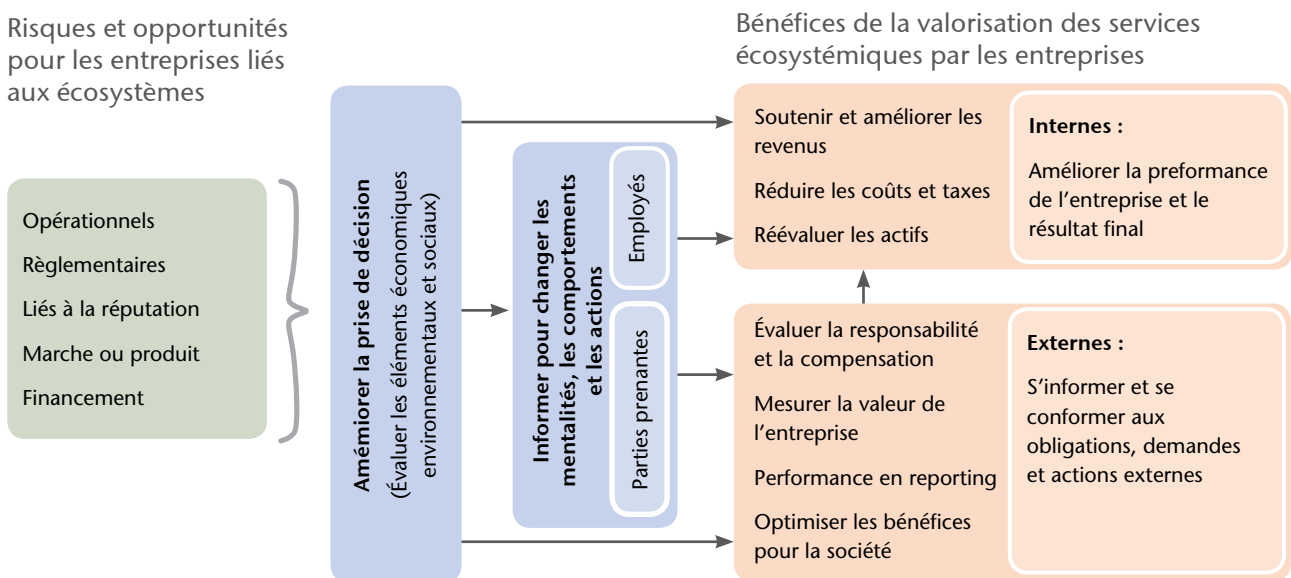 Risques et opportunités
pour les entreprises liés
aux écosystèmes
Opérationnels
Règlementaires
Liés à la réputation
Marche ou produit
Financement
Amémiorer la prise de décision
(Évaluer les éléments économiques
environnementaux et sociaux)
Informer pour changer les
mentalités, les comportements
et les actions
Employés
Parties prenantes
Bénéfices de la valorisation des services
écosystémiques par les entreprises
Soutenir et améliorer les
revenus
Réduire les coûts et taxes
Réévaluer les actifs
Internes :
Améliorer la preformance
de l’entreprise et le
résultat final
Évaluer la responsabilité
et la compensation
Mesurer la valeur de
l’entreprise
Performance en reporting
Optimiser les bénéfices
pour la société
Externes :
S’informer et se
conformer aux
obligations, demandes
et actions externes